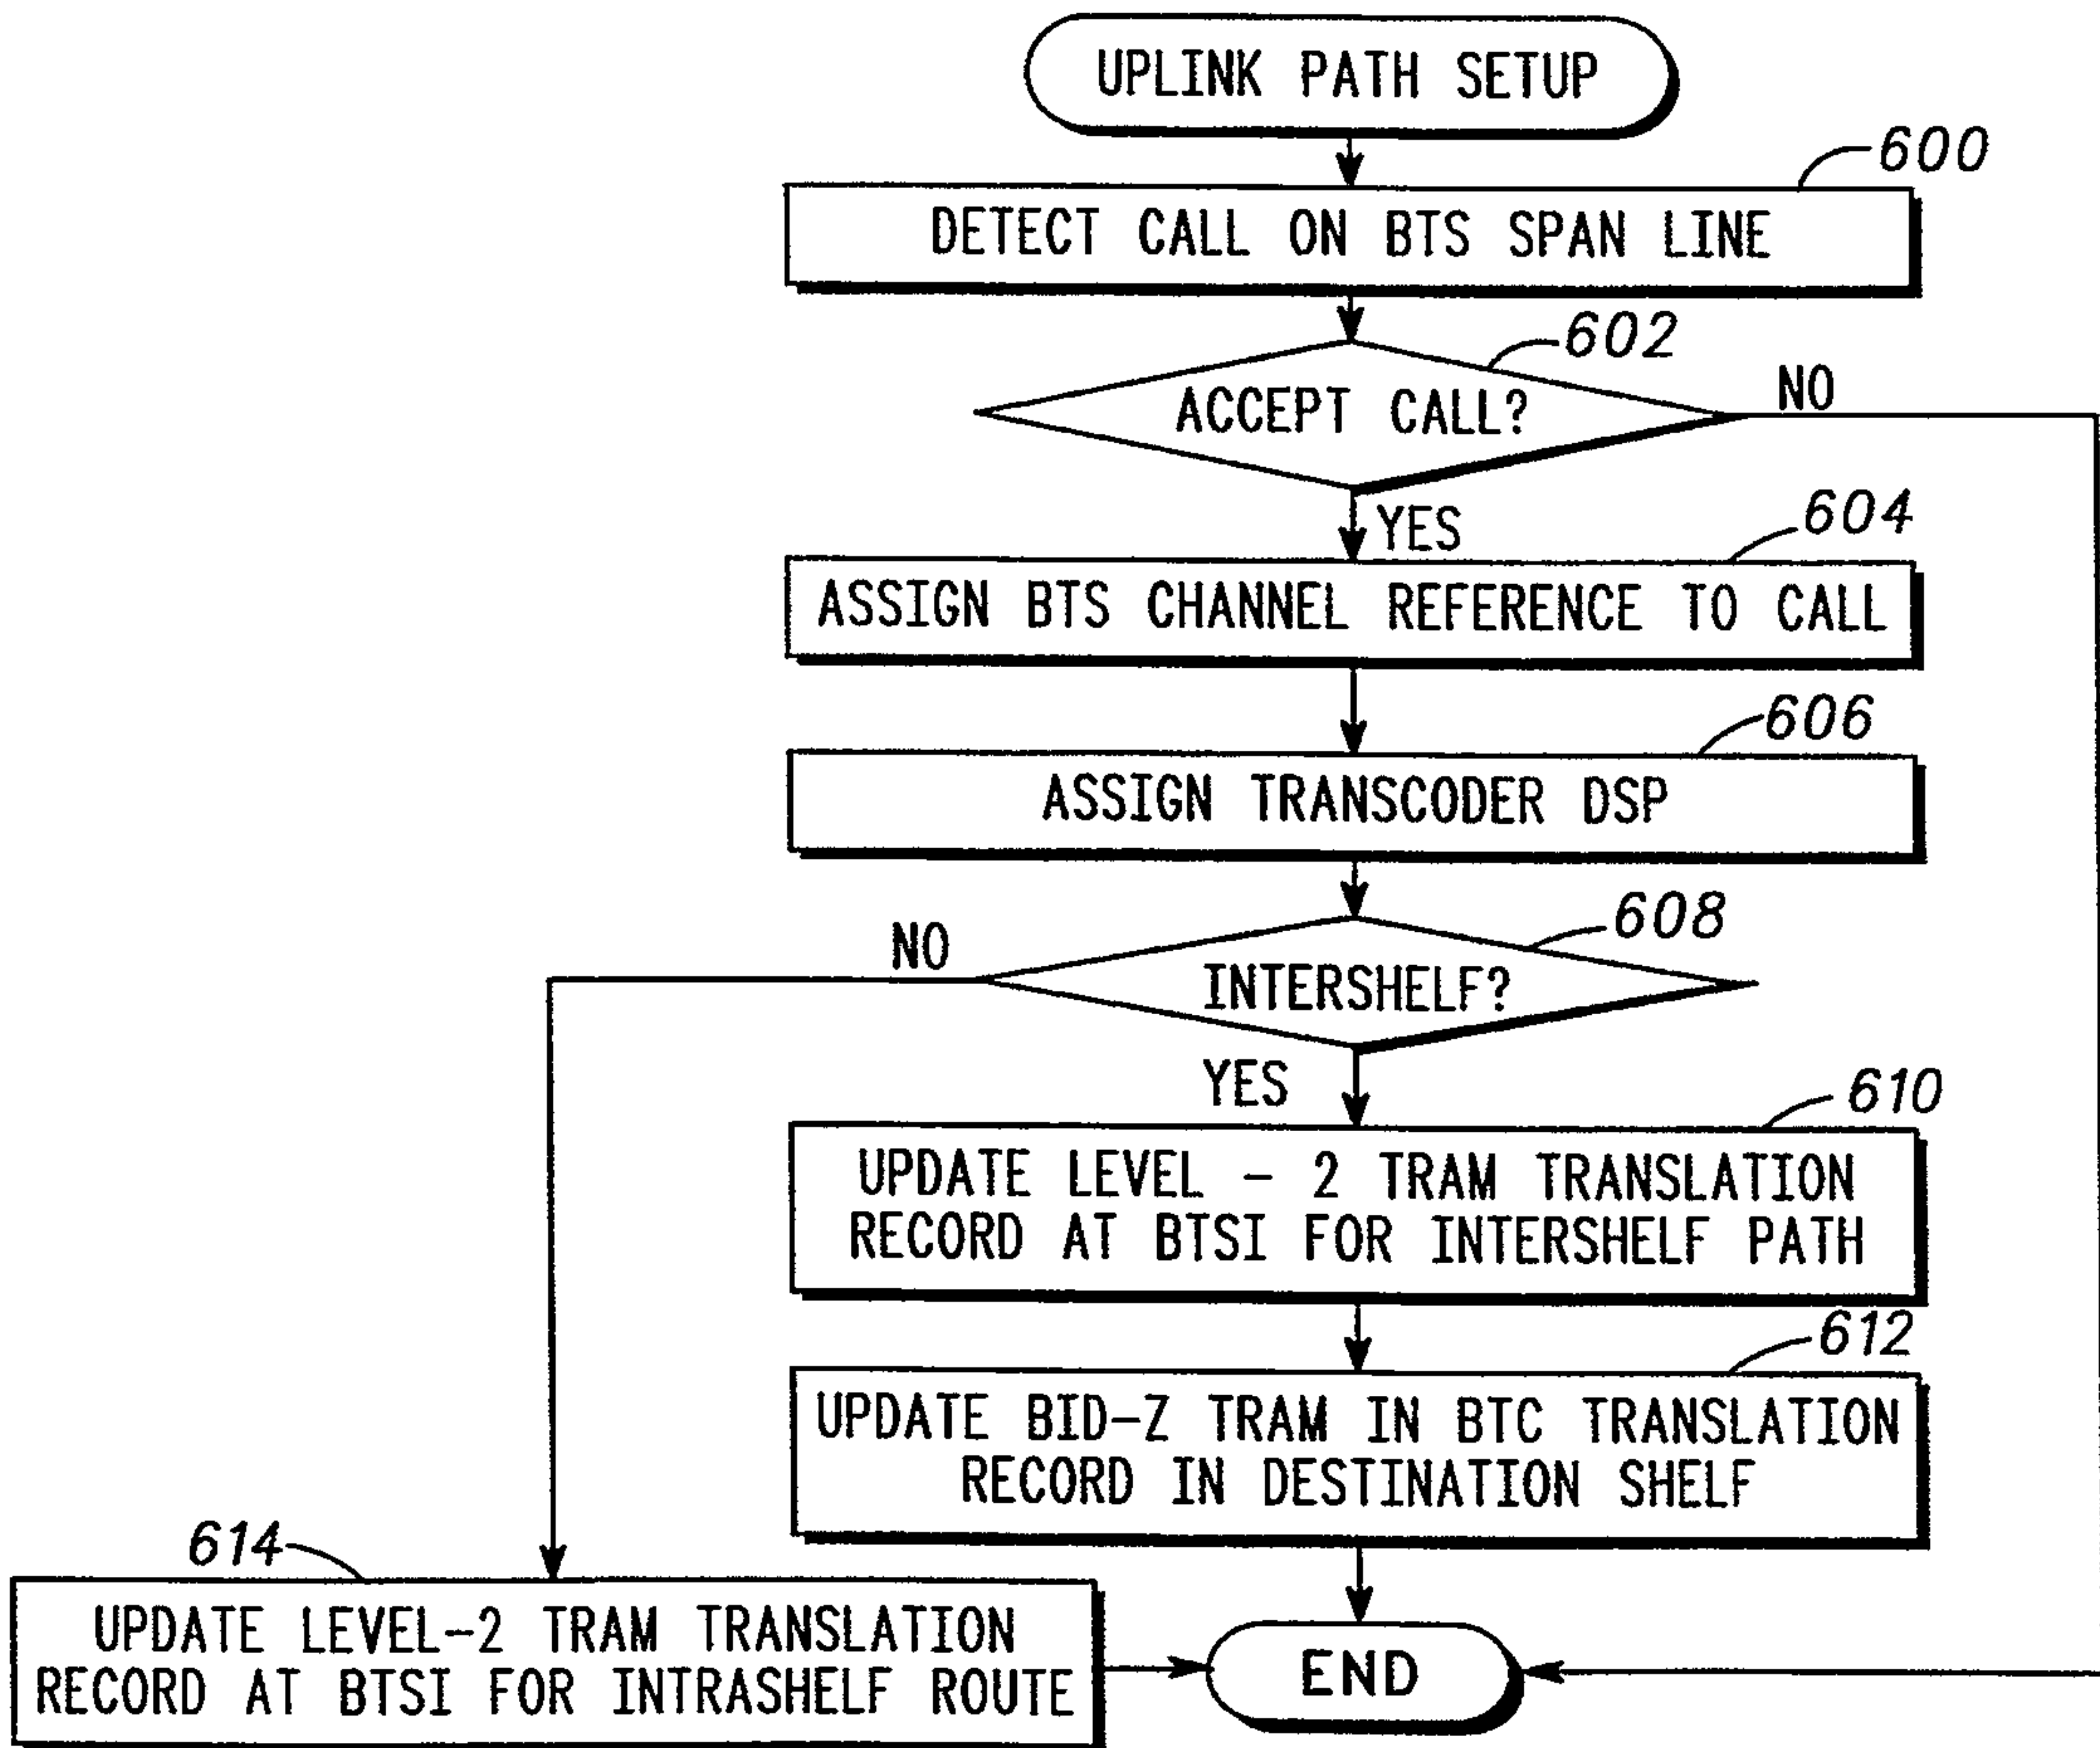 UPLINK PATH SETUP
600
DETECT CALL ON BTS SPAN LINE
602
ACCEPT CALL?
NO
YES
604
ASSIGN BTS CHANNEL REFERENCE TO CALL
606
ASSIGN TRANSCODER DSP
608
NO
INTERSHELF?
YES
610
UPDATE LEVEL - 2 TRAM TRANSLATION
RECORD AT BTSI FOR INTERSHELF PATH
612
UPDATE BID-Z TRAM IN BTC TRANSLATION
RECORD IN DESTINATION SHELF
614
UPDATE LEVEL-2 TRAM TRANSLATION
RECORD AT BTSI FOR INTRASHELF ROUTE
END